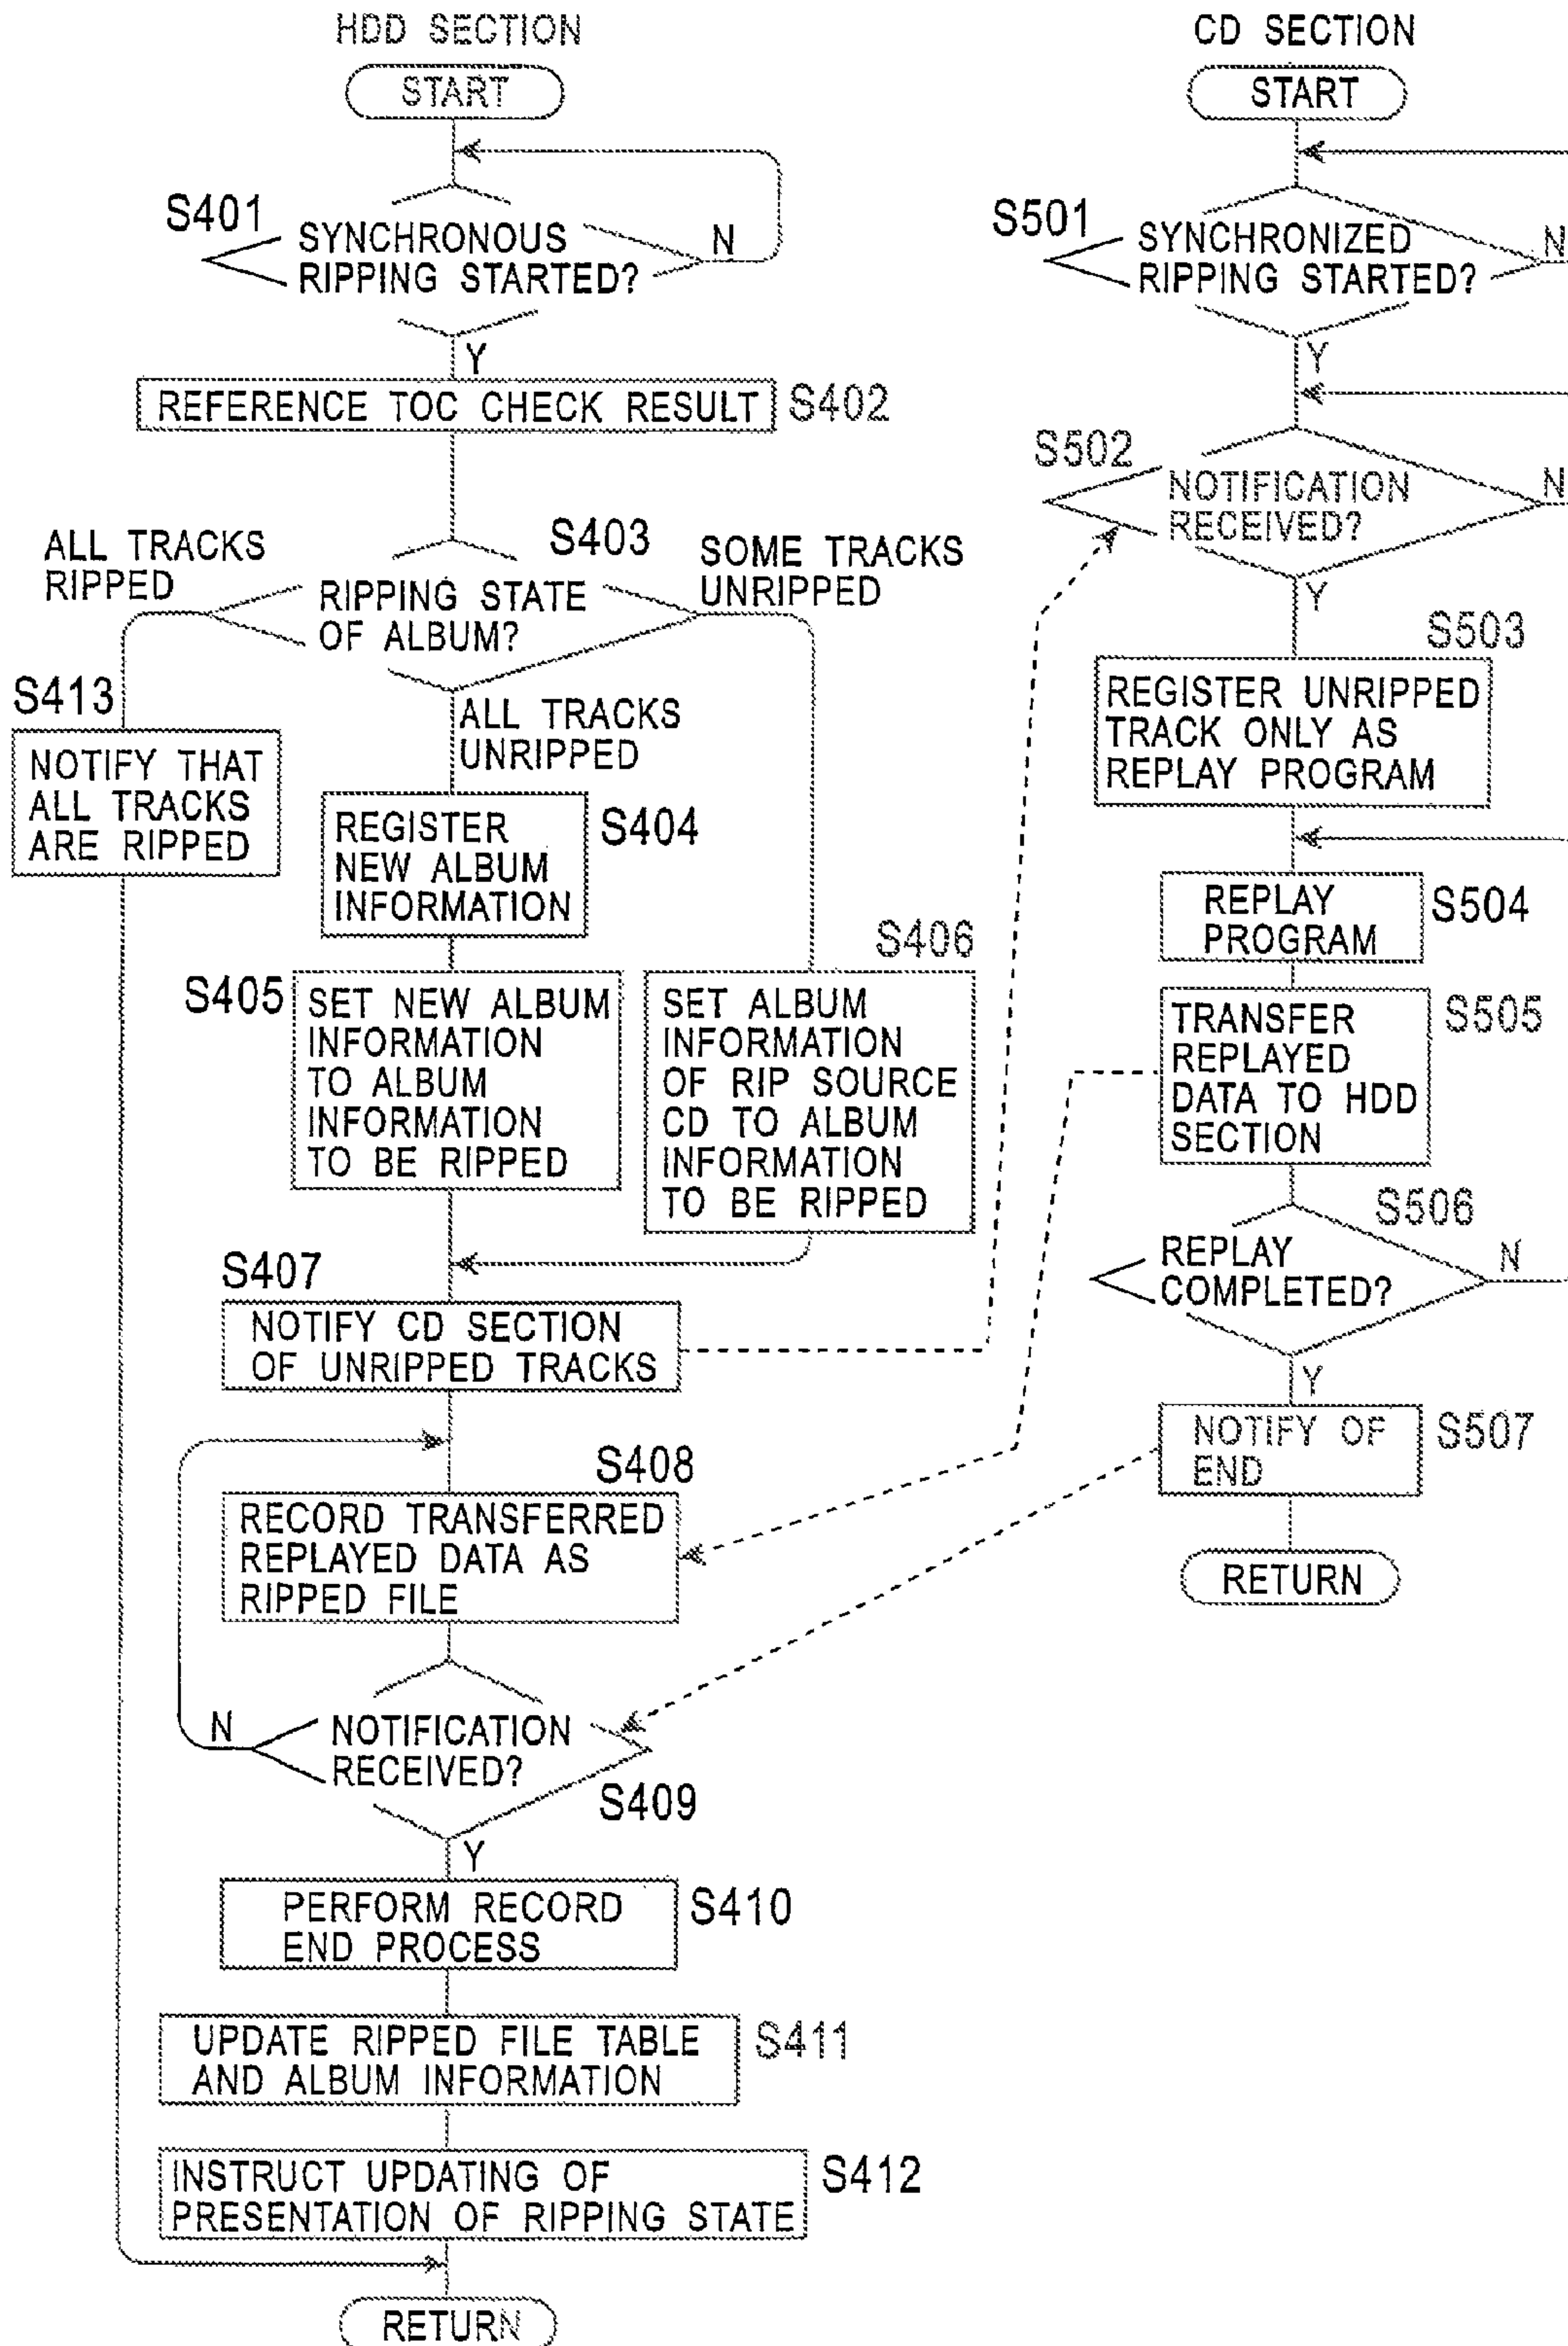 HDD SECTION
START
S401
SYNCHRONOUS
RIPPING STARTED?
N
Y
REFERENCE TOC CHECK RESULT
S402
S403
ALL TRACKS
RIPPED
RIPPING STATE
OF ALBUM?
SOME TRACKS
UNRIPPED
S413
NOTIFY THAT
ALL TRACKS
ARE RIPPED
ALL TRACKS
UNRIPPED
REGISTER
NEW ALBUM
INFORMATION
S404
S405
SET NEW ALBUM
INFORMATION
TO ALBUM
INFORMATION
TO BE RIPPED
S406
SET ALBUM
INFORMATION
OF RIP SOURCE
CD TO ALBUM
INFORMATION
TO BE RIPPED
S407
NOTIFY CD SECTION
OF UNRIPPED TRACKS
S408
RECORD TRANSFERRED
REPLAYED DATA AS
RIPPED FILE
N
NOTIFICATION
RECEIVED?
S409
Y
PERFORM RECORD
END PROCESS
S410
UPDATE RIPPED FILE TABLE
AND ALBUM INFORMATION
S411
INSTRUCT UPDATING OF
PRESENTATION OF RIPPING STATE
S412
RETURN
CD SECTION
START
S501
SYNCHRONIZED
RIPPING STARTED?
N
Y
S502
NOTIFICATION
RECEIVED?
N
Y
S503
REGISTER UNRIPPED
TRACK ONLY AS
REPLAY PROGRAM
REPLAY
PROGRAM
S504
TRANSFER
REPLAYED
DATA TO HDD
SECTION
S505
S506
REPLAY
COMPLETED?
N
Y
NOTIFY OF
END
S507
RETURN